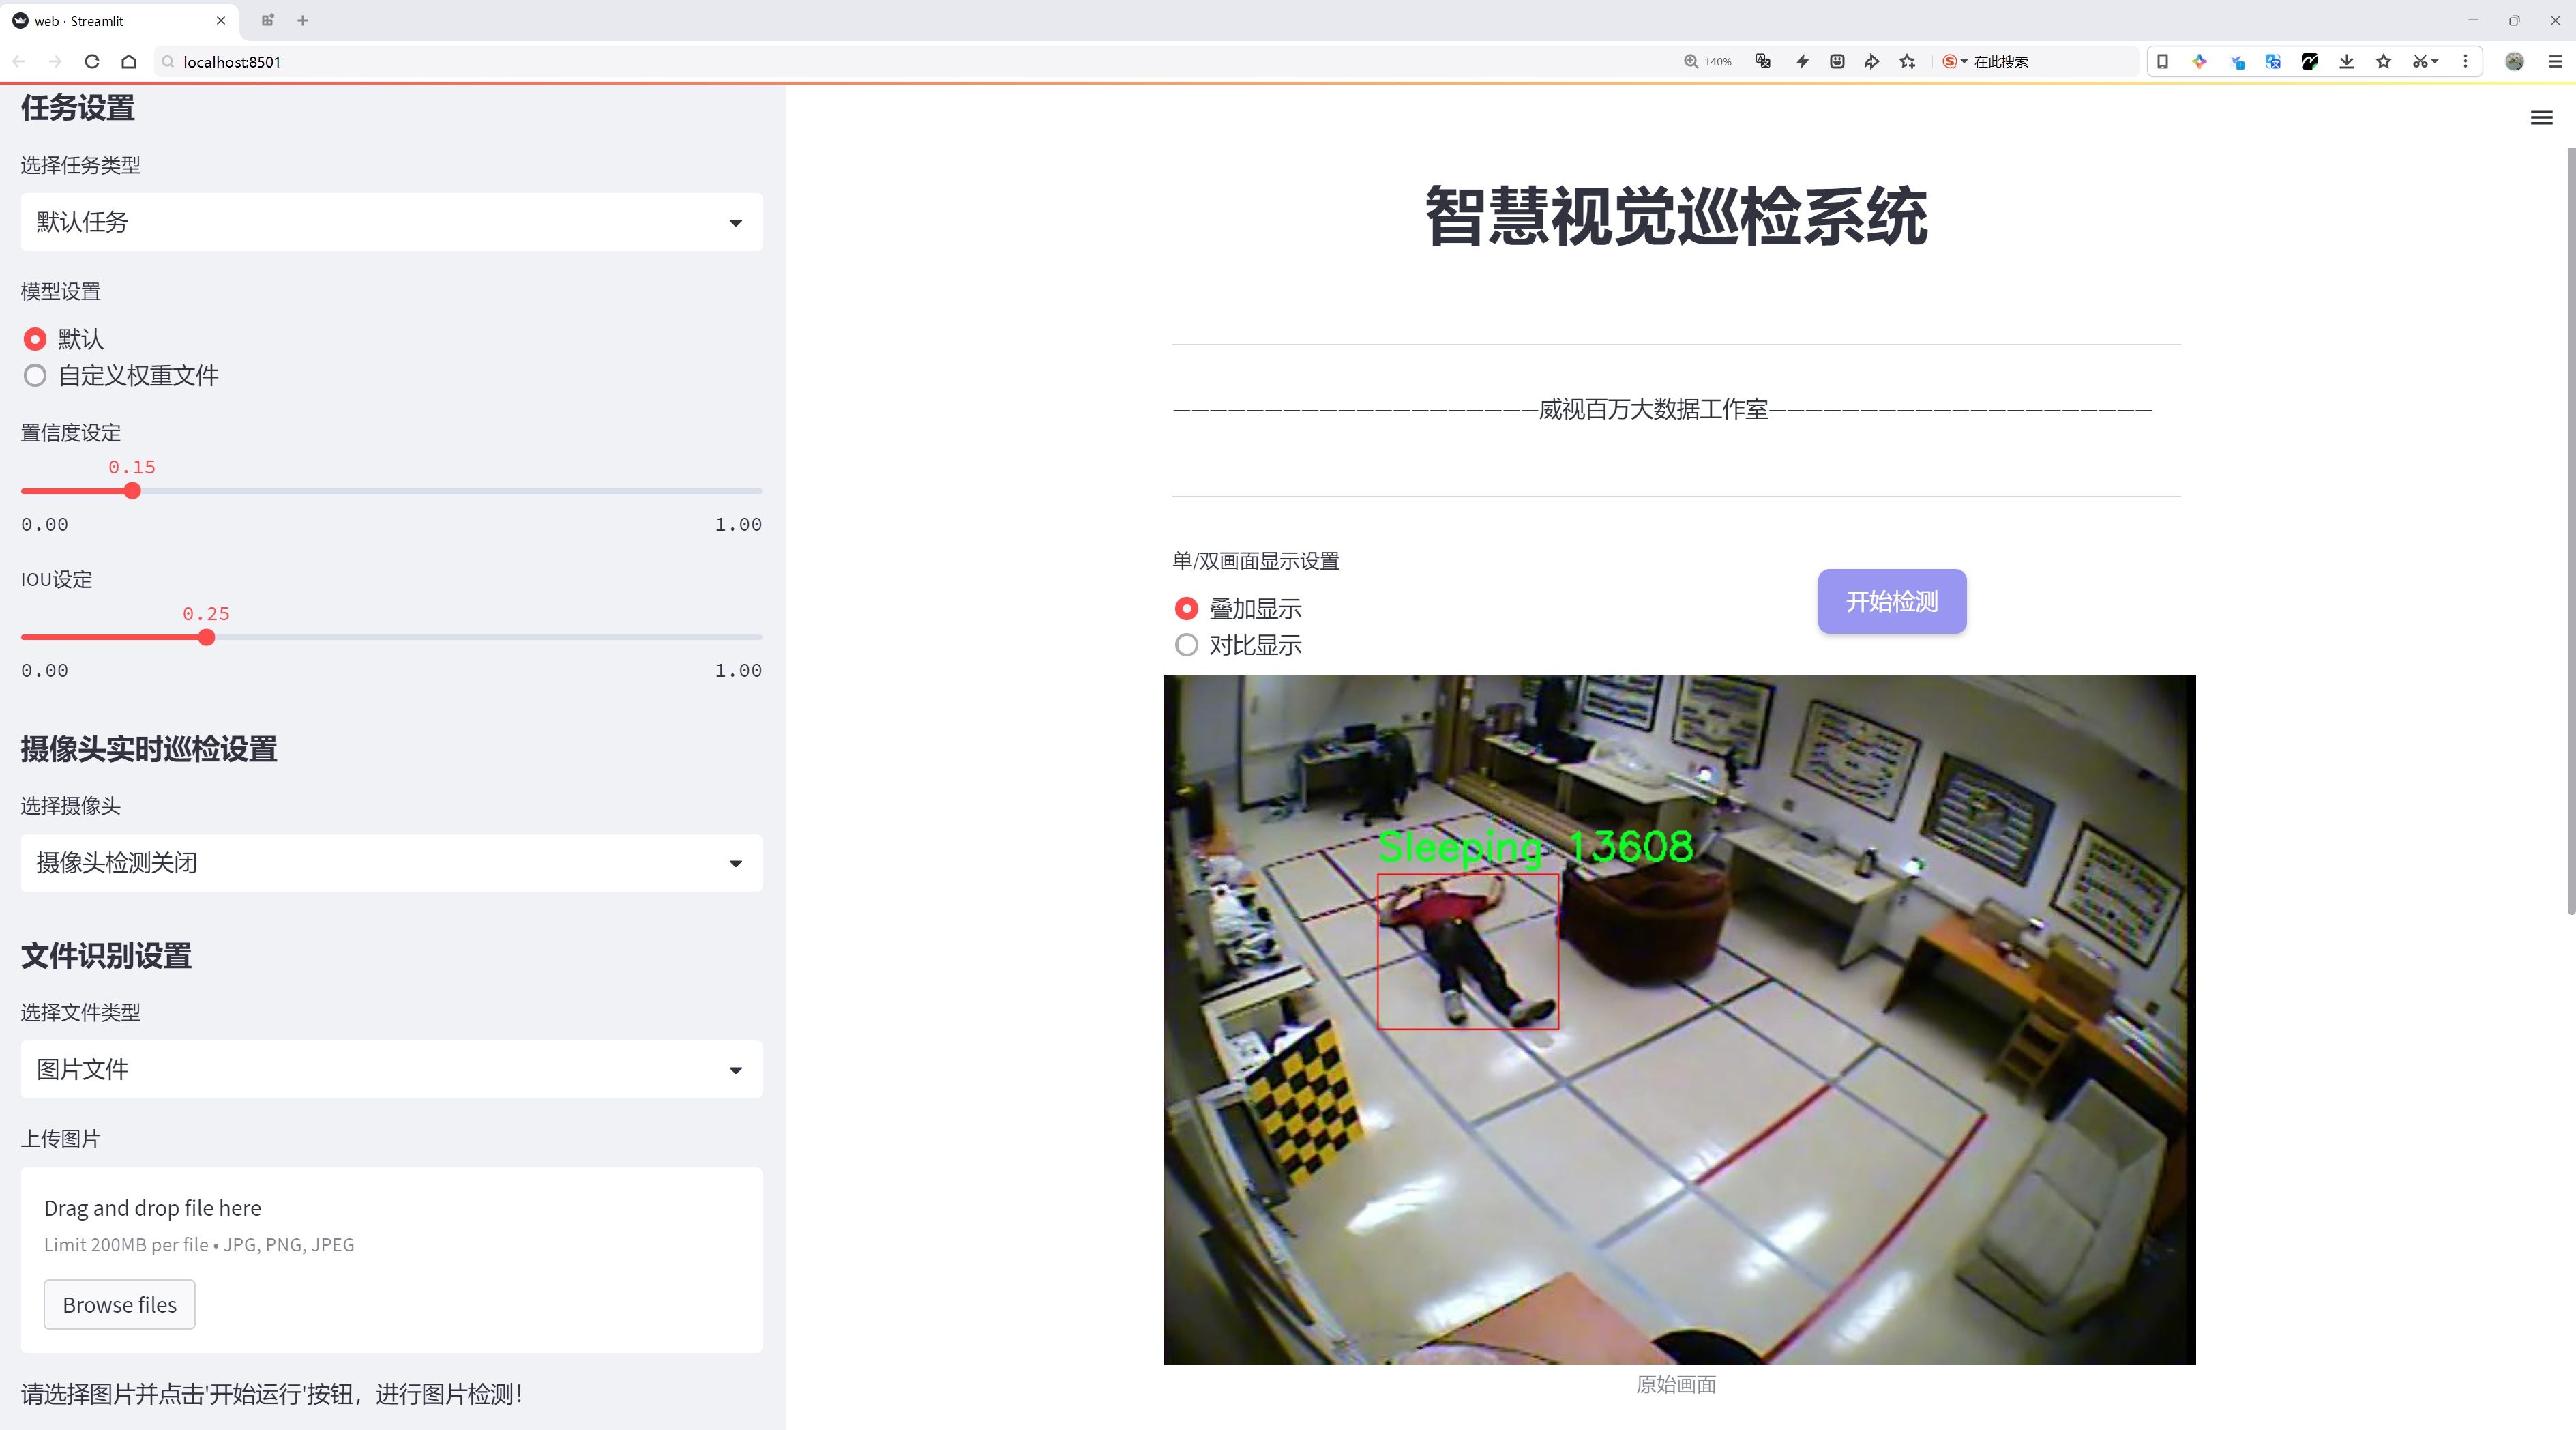 web · Streamlit
localhost:8501
140%
在此搜索
任务设置
选择任务类型
默认任务
模型设置
默认
自定义权重文件
置信度设定
0.15
0.00
1.00
IOU设定
0.25
0.00
1.00
摄像头实时巡检设置
选择摄像头
摄像头检测关闭
文件识别设置
选择文件类型
图片文件
上传图片
Drag and drop file here
Limit 200MB per file • JPG, PNG, JPEG
Browse files
请选择图片并点击'开始运行'按钮，进行图片检测！
智慧视觉巡检系统
————————————————————威视百万大数据工作室—————————————————————
单/双画面显示设置
叠加显示
对比显示
开始检测
Sleeping 13608
原始画面